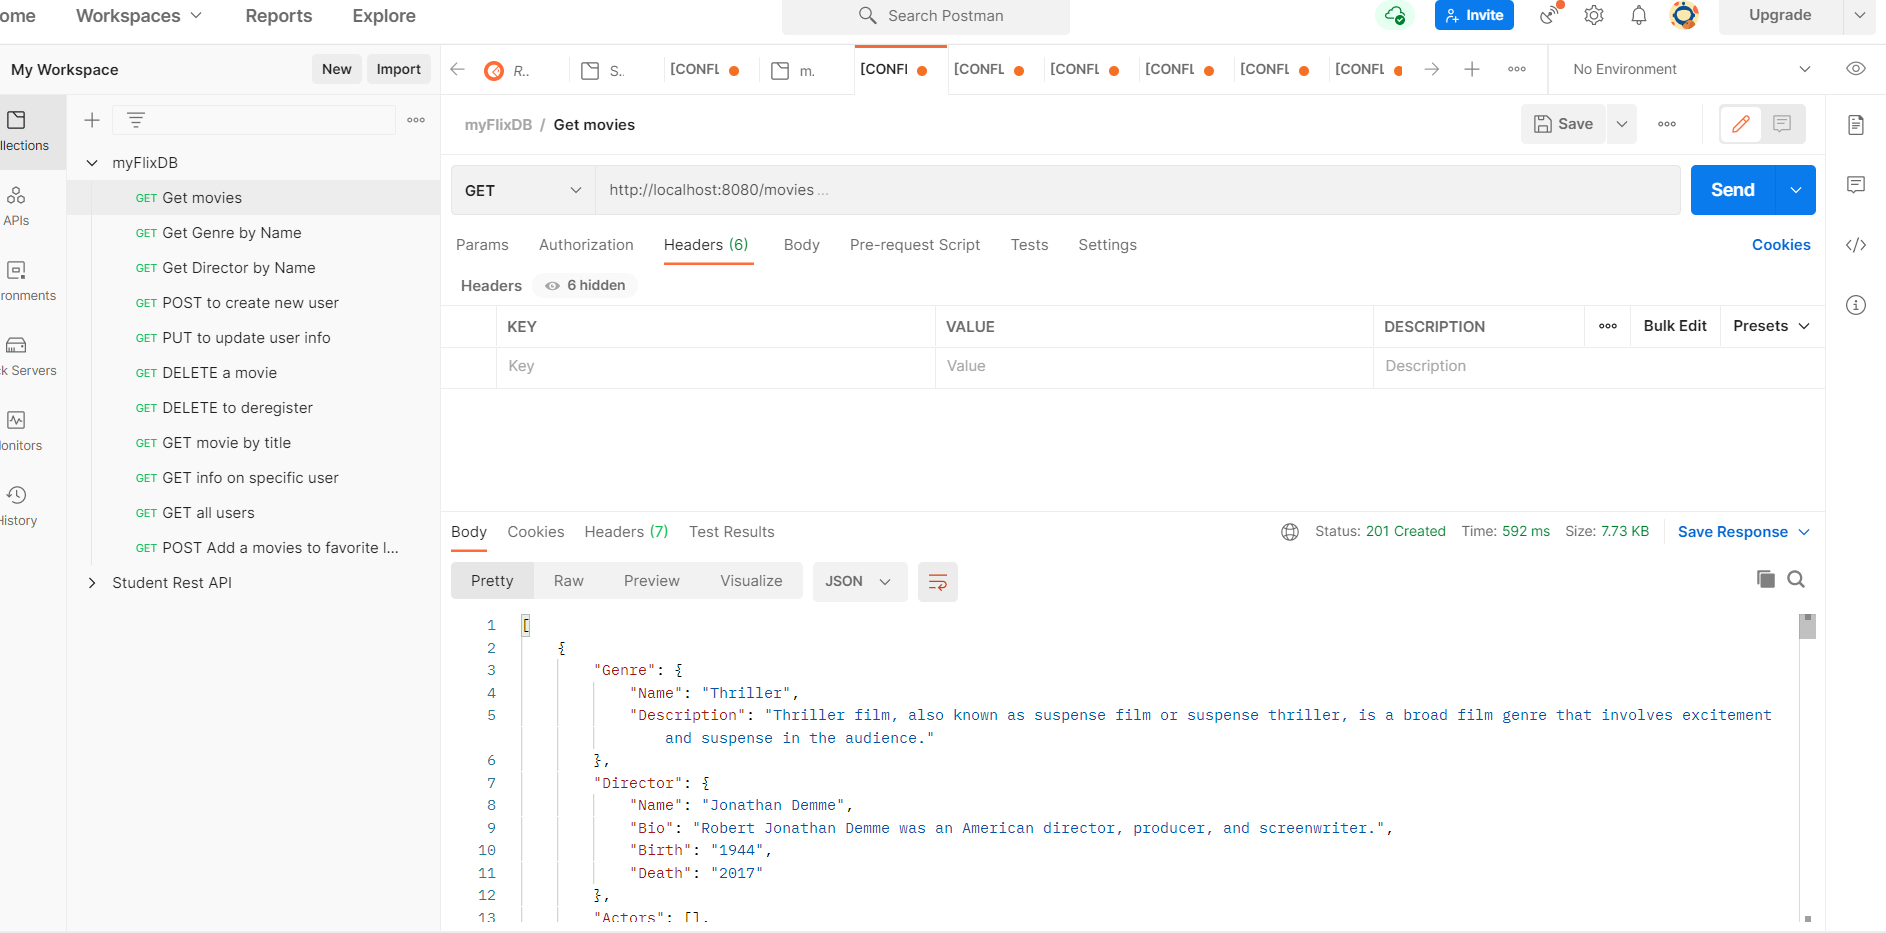 ome Workspaces Reports Explore Search Postman Invite Upgrade
My Workspace New Import R.. S.. [CONFL m. [CONFI [CONFL [CONFL [CONFL [CONFL [CONFL ooo No Environment
llections
APIs
ronments
k Servers
onitors
History
myFlixDB
GET Get movies
GET Get Genre by Name
GET Get Director by Name
GET POST to create new user
GET PUT to update user info
GET DELETE a movie
GET DELETE to deregister
GET GET movie by title
GET GET info on specific user
GET GET all users
GET POST Add a movies to favorite l...
Student Rest API
myFlixDB / Get movies Save
GET http://localhost:8080/movies ... Send
Params Authorization Headers (6) Body Pre-request Script Tests Settings Cookies
Headers 6 hidden
KEY VALUE DESCRIPTION Bulk Edit Presets
Key Value Description
Body Cookies Headers (7) Test Results Status: 201 Created Time: 592 ms Size: 7.73 KB Save Response
Pretty Raw Preview Visualize JSON
1 [
2 {
3 "Genre": {
4 "Name": "Thriller",
5 "Description": "Thriller film, also known as suspense film or suspense thriller, is a broad film genre that involves excitement
and suspense in the audience."
6 },
7 "Director": {
8 "Name": "Jonathan Demme",
9 "Bio": "Robert Jonathan Demme was an American director, producer, and screenwriter.",
10 "Birth": "1944",
11 "Death": "2017"
12 },
13 "Actors": [],